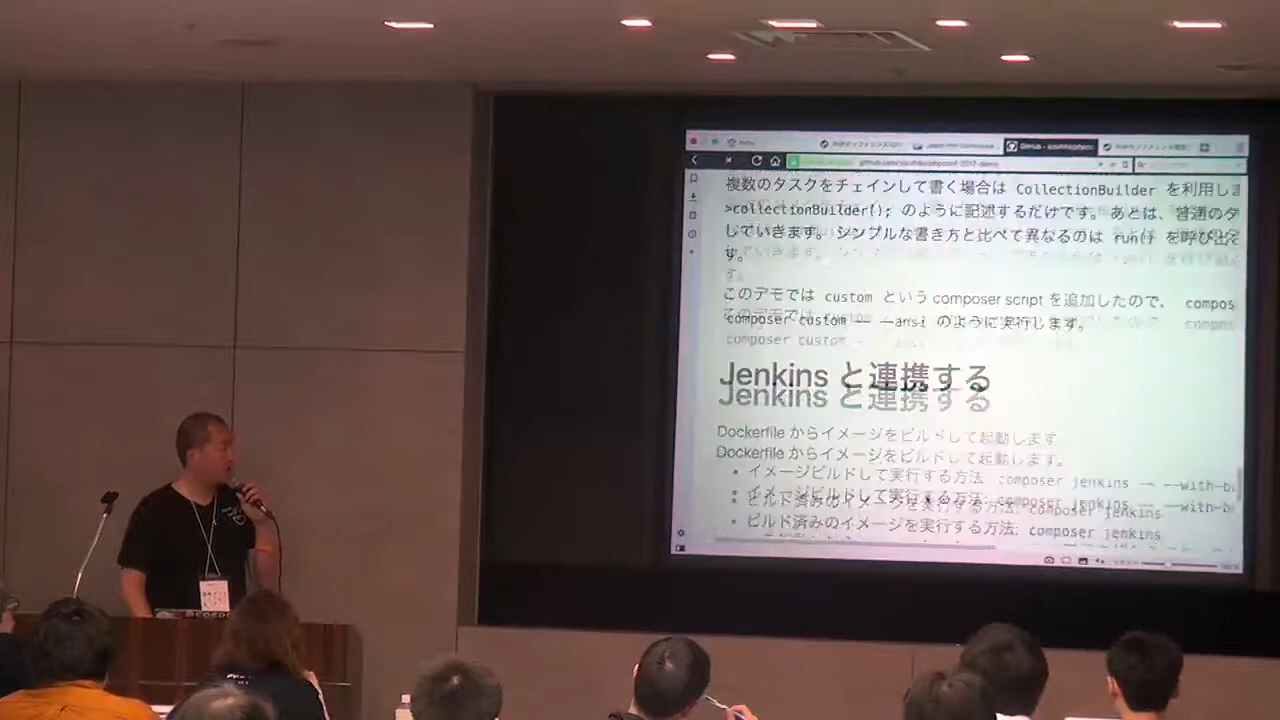 複数のタスクをチェインして書く場合は CollectionBuilder を利用しま
>collectionBuilder(); のように記述するだけです。あとは、普通のタ
していきます。シンプルな書き方と比べて異なるのは run() を呼び出
す。
このデモでは custom という composer script を追加したので、 compos
composer custom -- --ansi のように実行します。
Jenkins と連携する
Dockerfile からイメージをビルドして起動します。
• イメージビルドして実行する方法: composer jenkins -- --with-b
• ビルド済みのイメージを実行する方法: composer jenkins